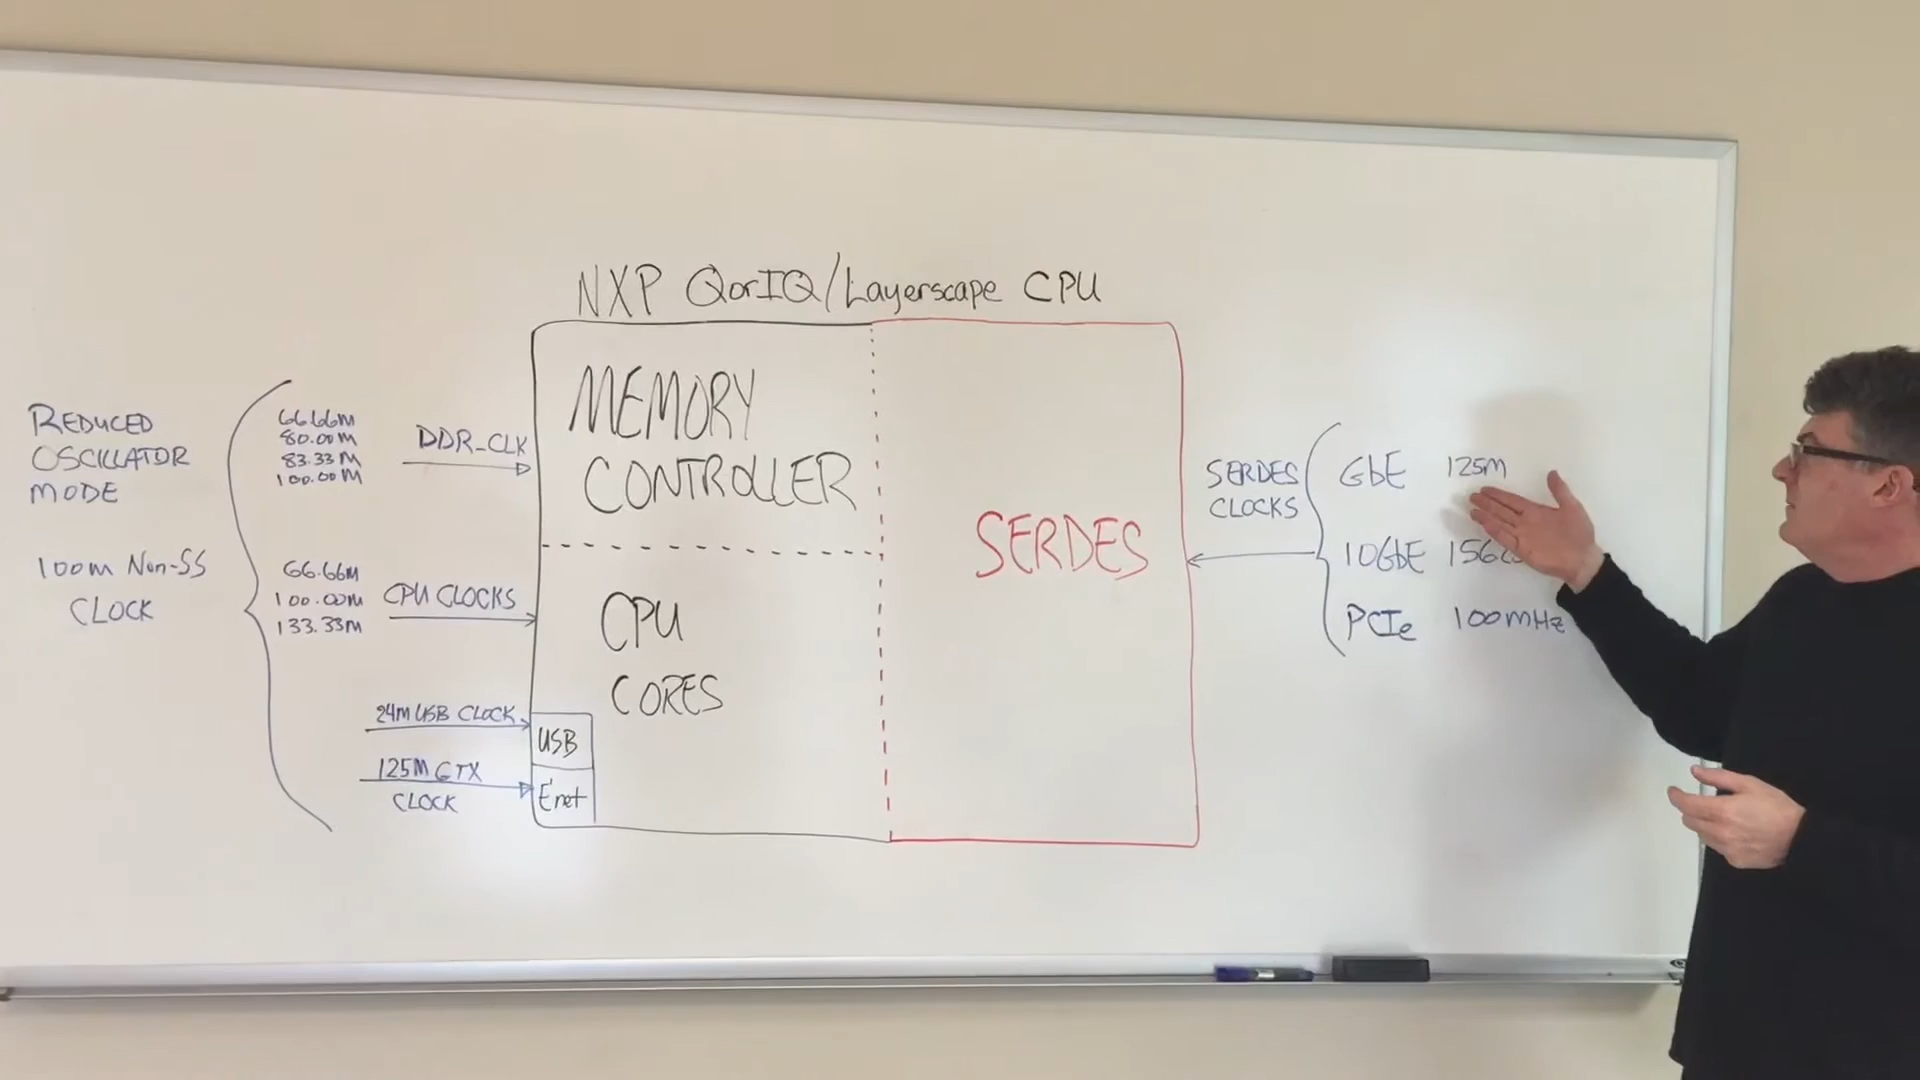 NXP QorIQ/Layerscape CPU
REDUCED
OSCILLATOR
MODE
100m Non-SS
CLOCK
66.66M
80.00M
83.33M
100.00M
DDR_CLK
66.66M
100.00M
133.33M
CPU CLOCKS
24M USB CLOCK
125M GTX
CLOCK
MEMORY
CONTROLLER
CPU
CORES
USB
E'net
SERDES
SERDES
CLOCKS
GbE 125M
10GbE
PCIe 100MHz